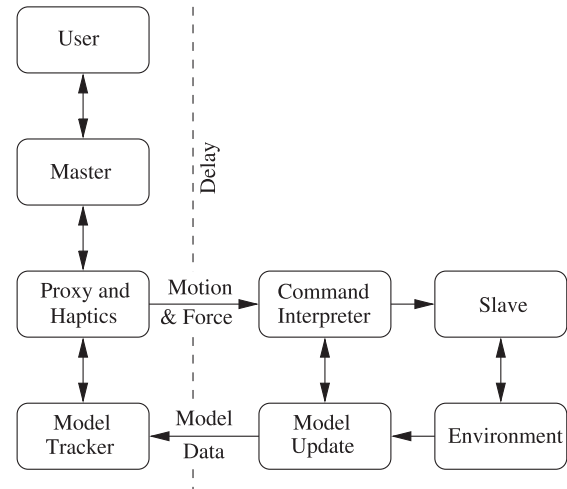 User
Master
Delay
Proxy and
Haptics
Motion
& Force
Command
Interpreter
Slave
Model
Tracker
Model
Data
Model
Update
Environment